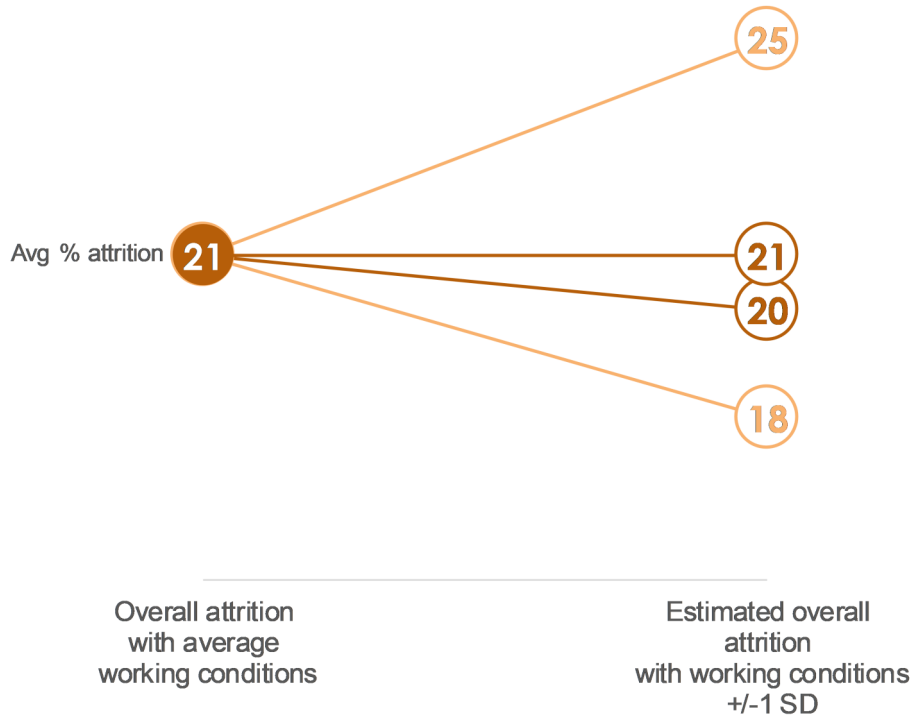 25
Avg % attrition 21
21
20
18
Overall attrition
with average
working conditions
Estimated overall
attrition
with working conditions
+/-1 SD